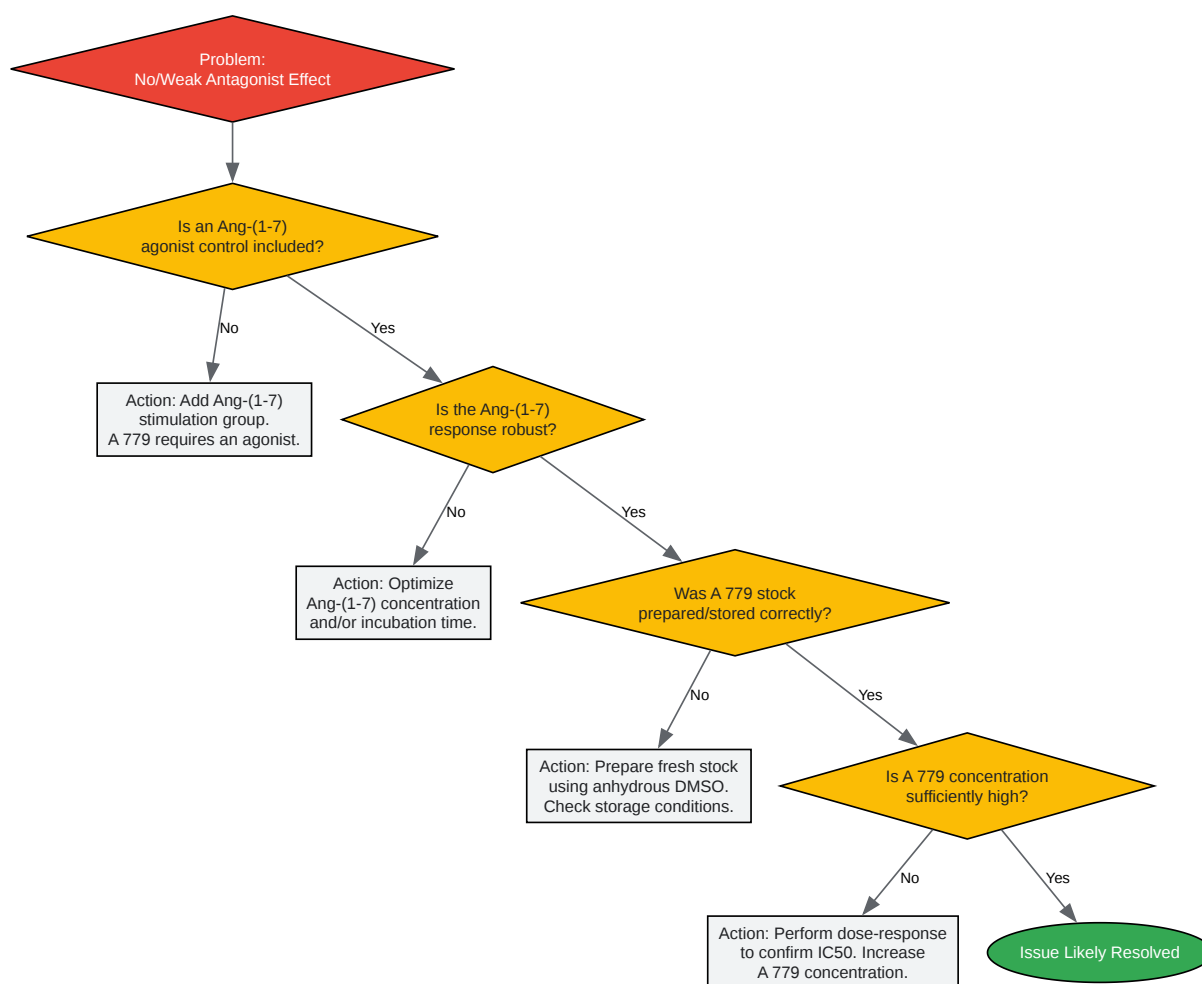 Problem:
No/Weak Antagonist Effect
Is an Ang-(1-7)
agonist control included?
No
Yes
Action: Add Ang-(1-7)
stimulation group.
A 779 requires an agonist.
Is the Ang-(1-7)
response robust?
No
Yes
Action: Optimize
Ang-(1-7) concentration
and/or incubation time.
Was A 779 stock
prepared/stored correctly?
No
Yes
Action: Prepare fresh stock
using anhydrous DMSO.
Check storage conditions.
Is A 779 concentration
sufficiently high?
No
Yes
Action: Perform dose-response
to confirm IC50. Increase
A 779 concentration.
Issue Likely Resolved